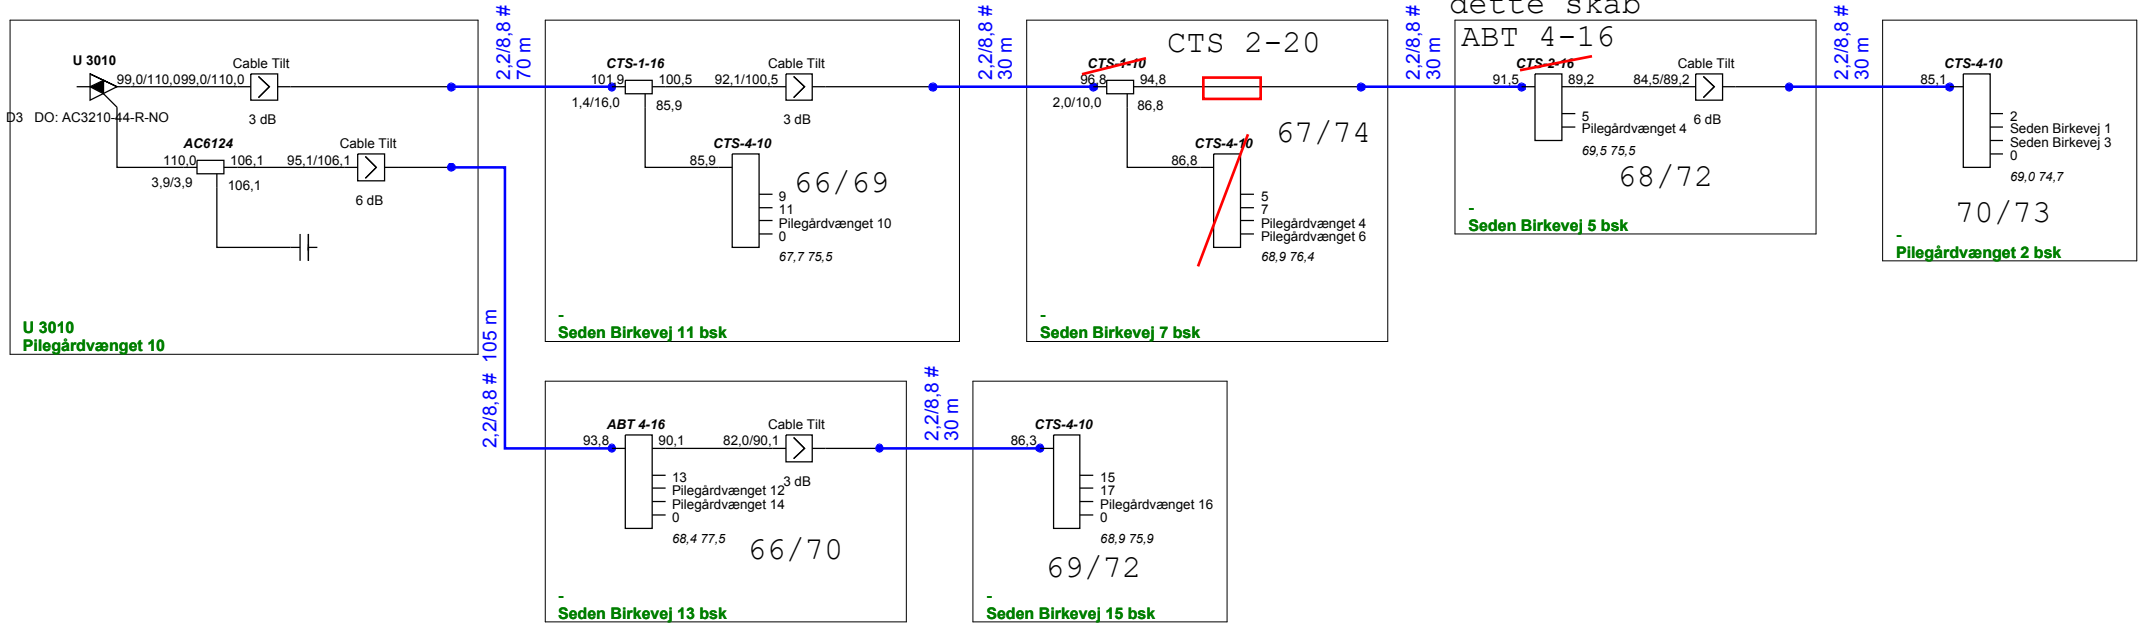 dette skab
2,2/8,8 #
70 m
2,2/8,8 #
30 m
2,2/8,8 #
30 m
2,2/8,8 #
30 m
U 3010
99,0/110,099,0/110,0
Cable Tilt
3 dB
D3 DO: AC3210-44-R-NO
AC6124
110,0
106,1
95,1/106,1
Cable Tilt
3,9/3,9
106,1
6 dB
U 3010
Pilegårdvænget 10
CTS-1-16
101,9
100,5
92,1/100,5
Cable Tilt
1,4/16,0
85,9
3 dB
CTS-4-10
85,9
66/69
9
11
Pilegårdvænget 10
0
67,7 75,5
-
Seden Birkevej 11 bsk
CTS 2-20
CTS-1-10
96,8
94,8
2,0/10,0
86,8
67/74
CTS-4-10
86,8
5
7
Pilegårdvænget 4
Pilegårdvænget 6
68,9 76,4
-
Seden Birkevej 7 bsk
ABT 4-16
CTS-2-16
91,5
89,2
84,5/89,2
Cable Tilt
6 dB
5
Pilegårdvænget 4
69,5 75,5
68/72
-
Seden Birkevej 5 bsk
CTS-4-10
85,1
2
Seden Birkevej 1
Seden Birkevej 3
0
69,0 74,7
70/73
-
Pilegårdvænget 2 bsk
2,2/8,8 # 105 m
ABT 4-16
93,8
90,1
82,0/90,1
Cable Tilt
3 dB
13
Pilegårdvænget 12
Pilegårdvænget 14
0
68,4 77,5
66/70
-
Seden Birkevej 13 bsk
2,2/8,8 #
30 m
CTS-4-10
86,3
15
17
Pilegårdvænget 16
0
68,9 75,9
69/72
-
Seden Birkevej 15 bsk